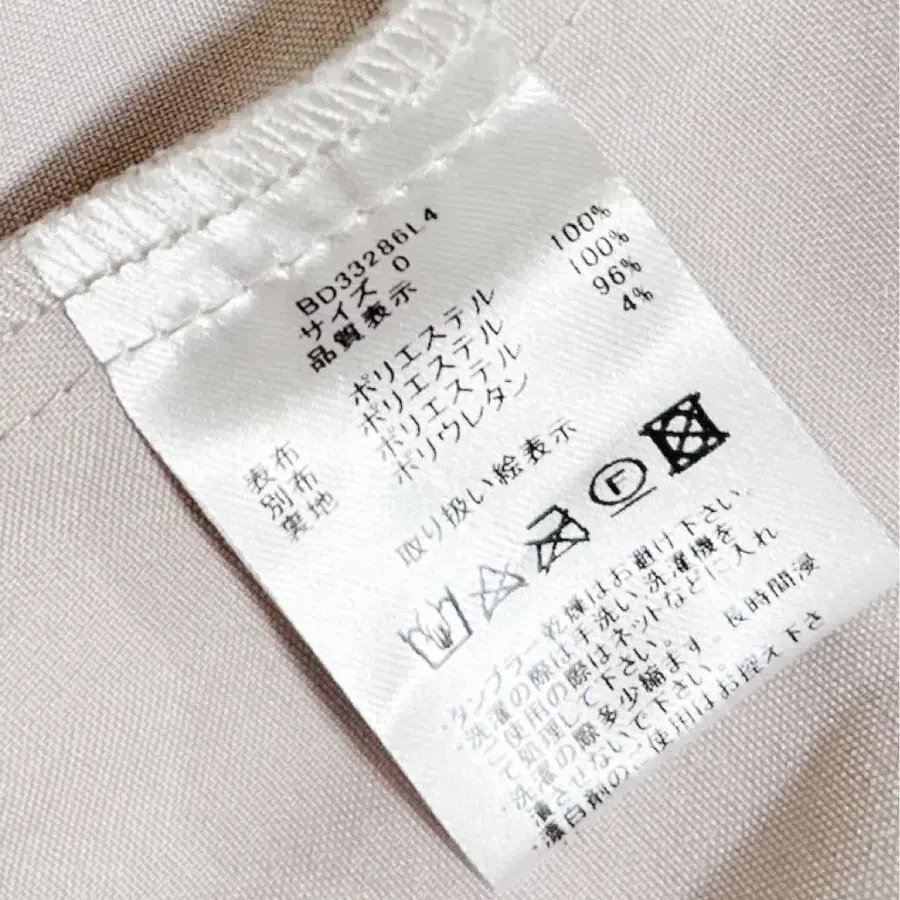 BD33286L4
サイズ 0
品質表示
表布 ポリエステル 100%
別布 ポリエステル 100%
裏地 ポリエステル 96%
ポリウレタン 4%
取り扱い絵表示
F
・タンブラー乾燥はお避け下さい。
・洗濯の際は手洗い、洗濯機を
ご使用の際はネットなどに入れ
て処理して下さい。
・洗濯の際多少縮みます。長時間浸
漬させないで下さい。
・漂白剤のご使用はお控え下さ